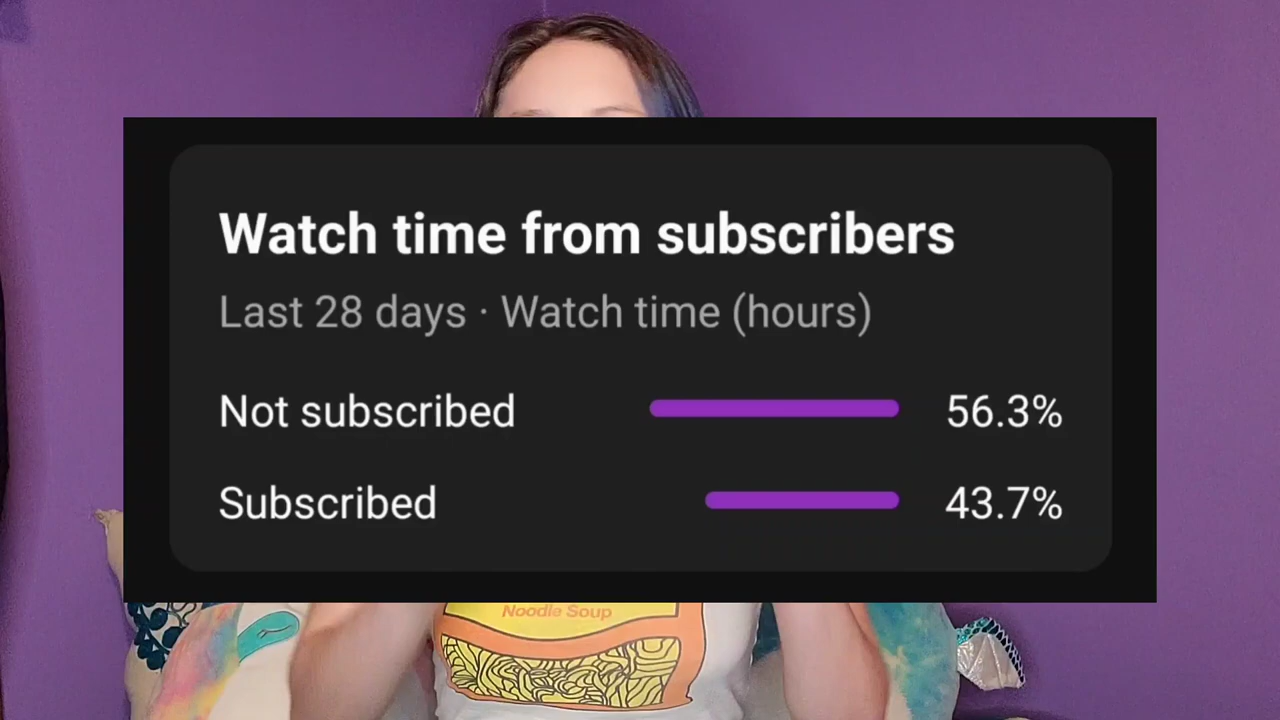 Watch time from subscribers
Last 28 days · Watch time (hours)
Not subscribed 56.3%
Subscribed 43.7%
Noodle Soup